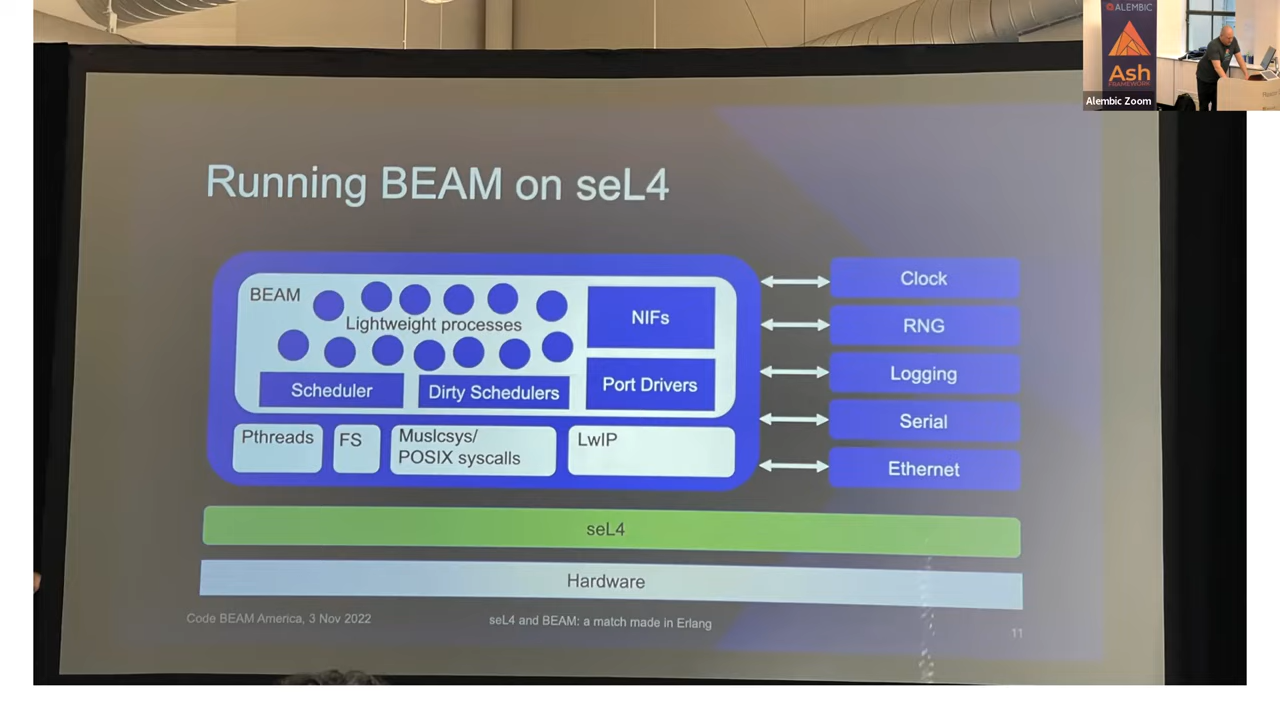 ALEMBIC
Ash
FRAMEWORK
Alembic Zoom
Running BEAM on seL4
BEAM
Lightweight processes
Scheduler
Dirty Schedulers
NIFs
Port Drivers
Pthreads
FS
Muslcsys/
POSIX syscalls
LwIP
Clock
RNG
Logging
Serial
Ethernet
seL4
Hardware
Code BEAM America, 3 Nov 2022
seL4 and BEAM: a match made in Erlang
11